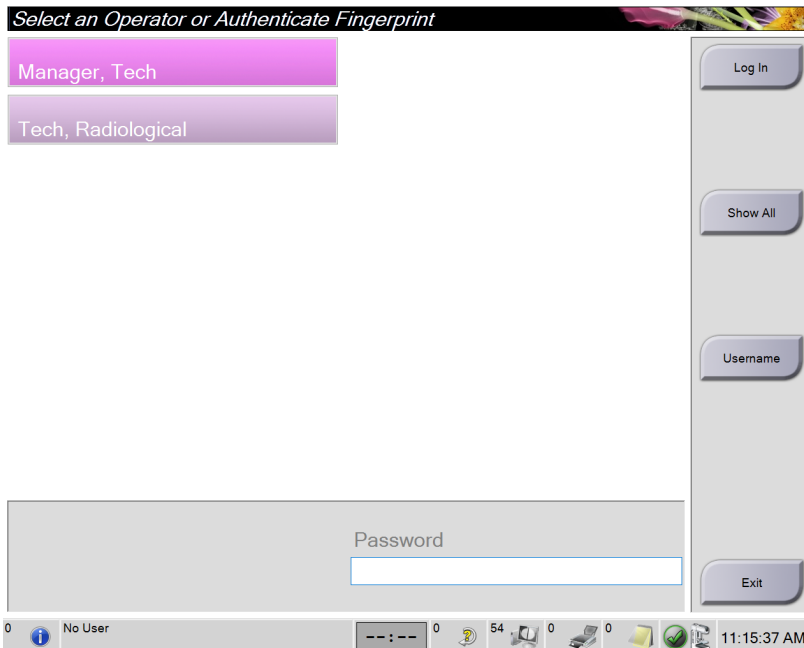 Select an Operator or Authenticate Fingerprint
Manager, Tech
Log In
Tech, Radiological
Show All
Username
Password
Exit
0
No User
--:--
0
54
0
0
11:15:37 AM